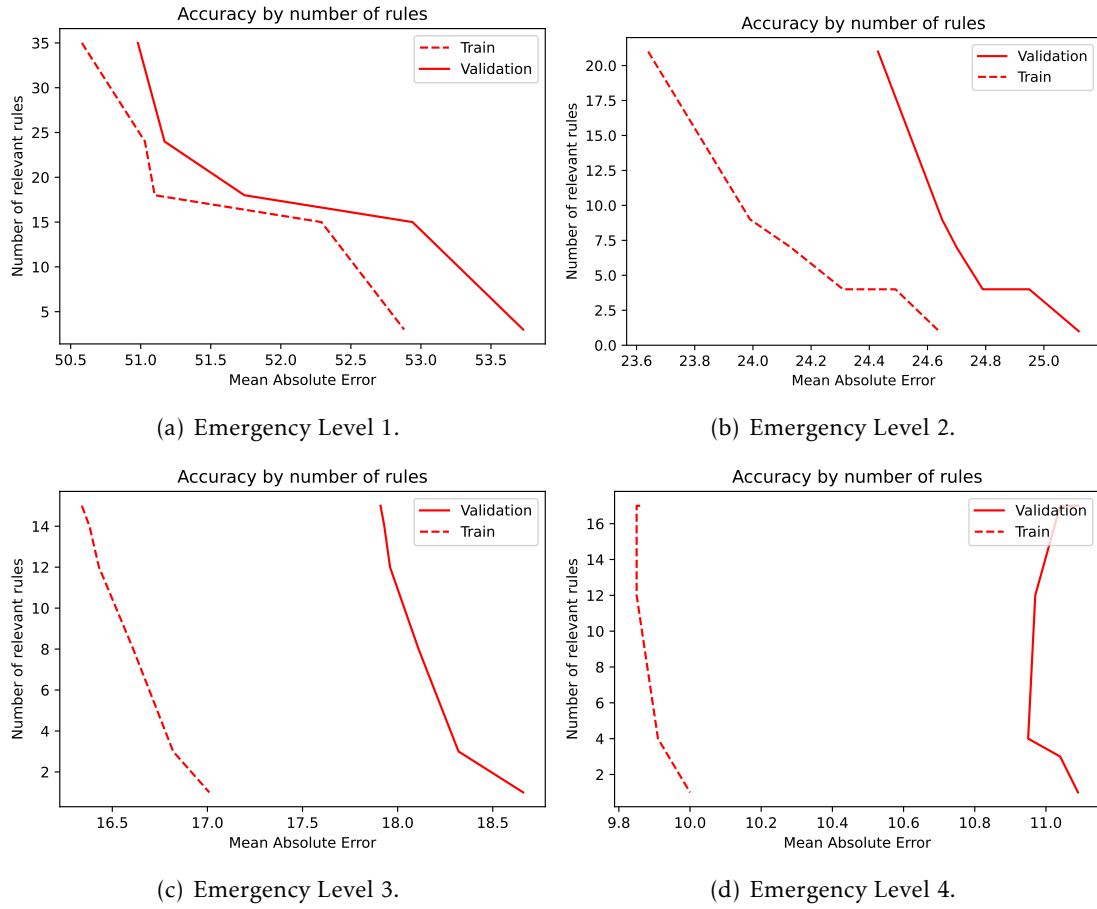 Accuracy by number of rules
Number of relevant rules
35
30
25
20
15
10
5
Train
Validation
50.5 51.0 51.5 52.0 52.5 53.0 53.5
Mean Absolute Error
(a) Emergency Level 1.
Accuracy by number of rules
Number of relevant rules
20.0
17.5
15.0
12.5
10.0
7.5
5.0
2.5
0.0
Validation
Train
23.6 23.8 24.0 24.2 24.4 24.6 24.8 25.0
Mean Absolute Error
(b) Emergency Level 2.
Accuracy by number of rules
Number of relevant rules
14
12
10
8
6
4
2
Validation
Train
16.5 17.0 17.5 18.0 18.5
Mean Absolute Error
(c) Emergency Level 3.
Accuracy by number of rules
Number of relevant rules
16
14
12
10
8
6
4
2
Validation
Train
9.8 10.0 10.2 10.4 10.6 10.8 11.0
Mean Absolute Error
(d) Emergency Level 4.